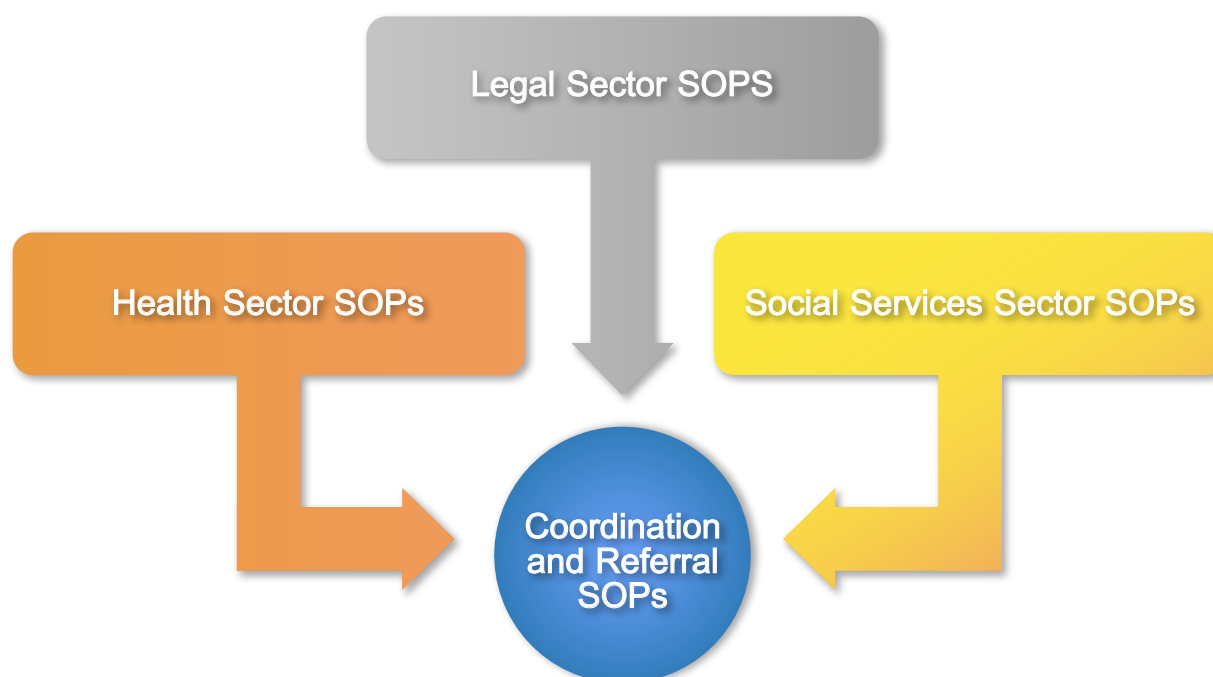 Legal Sector SOPS
Health Sector SOPs
Social Services Sector SOPs
Coordination
and Referral
SOPs